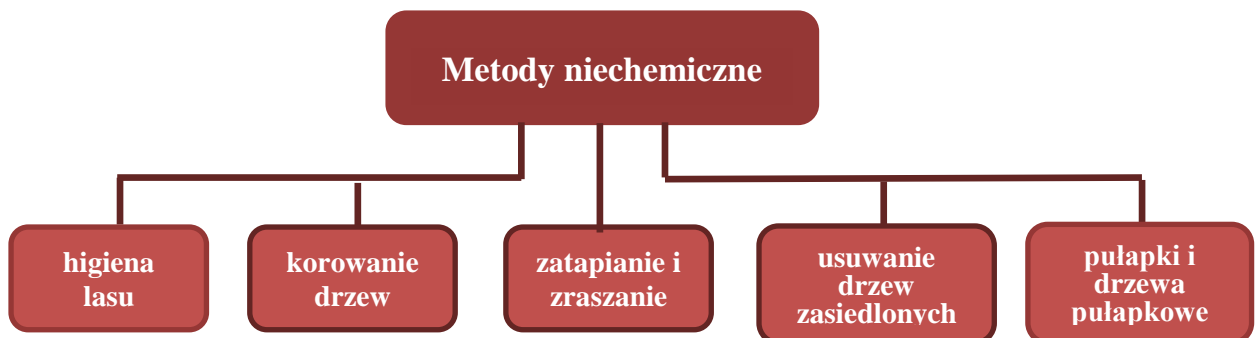 Metody niechemiczne
higiena
lasu
korowanie
drzew
zatapianie i
zraszanie
usuwanie
drzew
zasiedlonych
pułapki i
drzewa
pułapkowe